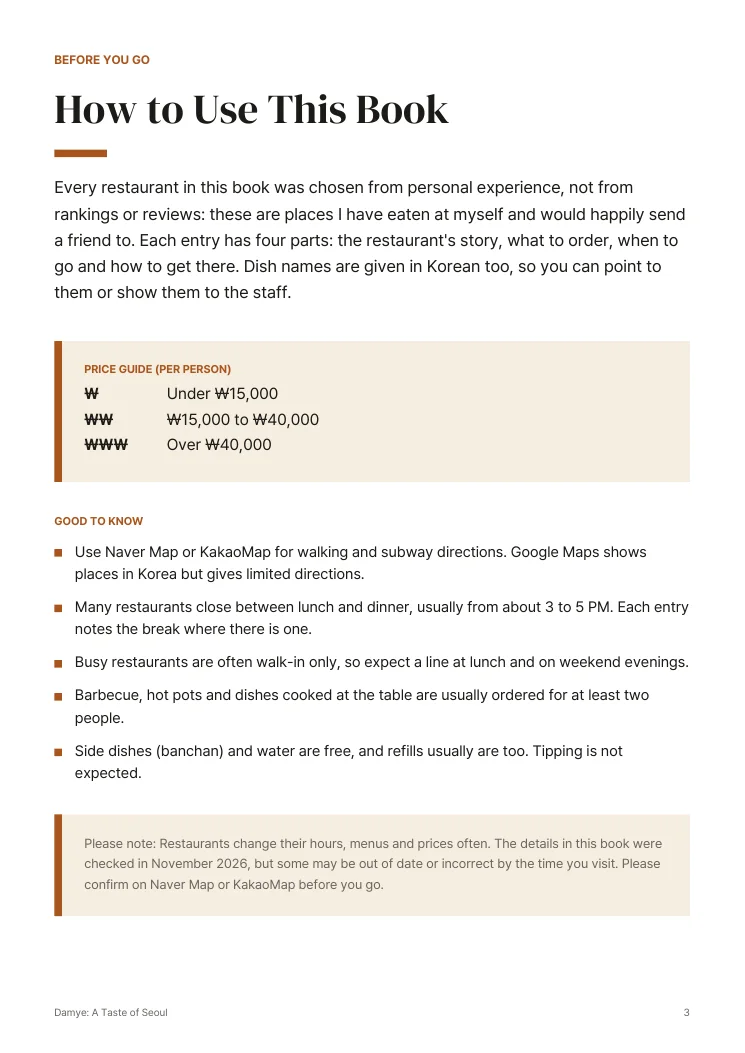 BEFORE YOU GO
How to Use This Book
Every restaurant in this book was chosen from personal experience, not from
rankings or reviews: these are places I have eaten at myself and would happily send
a friend to. Each entry has four parts: the restaurant's story, what to order, when to
go and how to get there. Dish names are given in Korean too, so you can point to
them or show them to the staff.
PRICE GUIDE (PER PERSON)
₩ Under ₩15,000
₩₩ ₩15,000 to ₩40,000
₩₩₩ Over ₩40,000
GOOD TO KNOW
Use Naver Map or KakaoMap for walking and subway directions. Google Maps shows
places in Korea but gives limited directions.
Many restaurants close between lunch and dinner, usually from about 3 to 5 PM. Each entry
notes the break where there is one.
Busy restaurants are often walk-in only, so expect a line at lunch and on weekend evenings.
Barbecue, hot pots and dishes cooked at the table are usually ordered for at least two
people.
Side dishes (banchan) and water are free, and refills usually are too. Tipping is not
expected.
Please note: Restaurants change their hours, menus and prices often. The details in this book were
checked in November 2026, but some may be out of date or incorrect by the time you visit. Please
confirm on Naver Map or KakaoMap before you go.
Damye: A Taste of Seoul 3